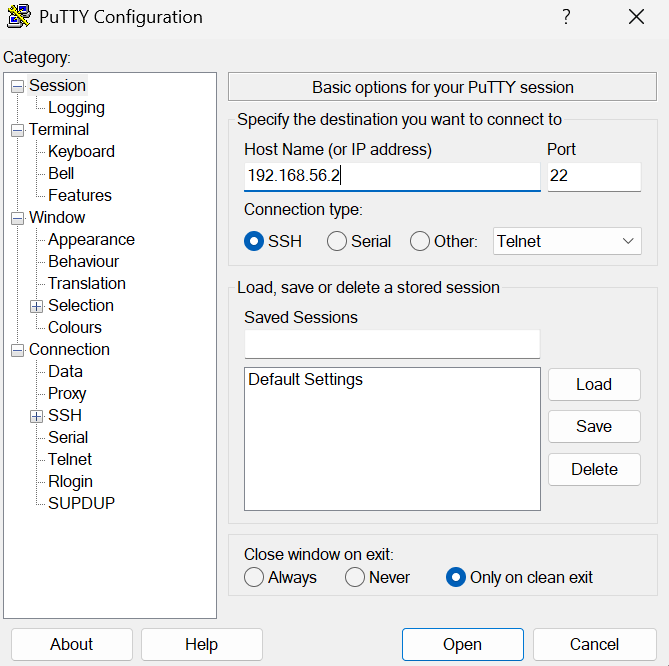 PuTTY Configuration
?
Category:
Session
Logging
Terminal
Keyboard
Bell
Features
Window
Appearance
Behaviour
Translation
Selection
Colours
Connection
Data
Proxy
SSH
Serial
Telnet
Rlogin
SUPDUP
Basic options for your PuTTY session
Specify the destination you want to connect to
Host Name (or IP address) Port
192.168.56.2 22
Connection type:
SSH Serial Other: Telnet
Load, save or delete a stored session
Saved Sessions
Default Settings
Load
Save
Delete
Close window on exit:
Always Never Only on clean exit
About Help Open Cancel